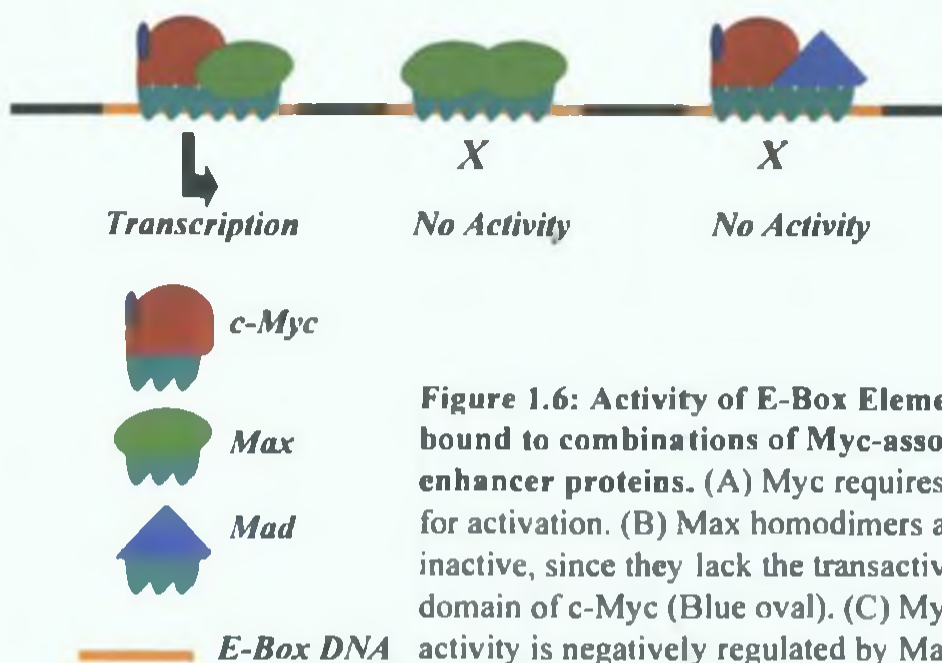 X X
Transcription No Activity No Activity
c-Myc
Max
Mad
E-Box DNA
Figure 1.6: Activity of E-Box Eleme
bound to combinations of Myc-asso
enhancer proteins. (A) Myc requires
for activation. (B) Max homodimers a
inactive, since they lack the transactiv
domain of c-Myc (Blue oval). (C) My
activity is negatively regulated by Ma